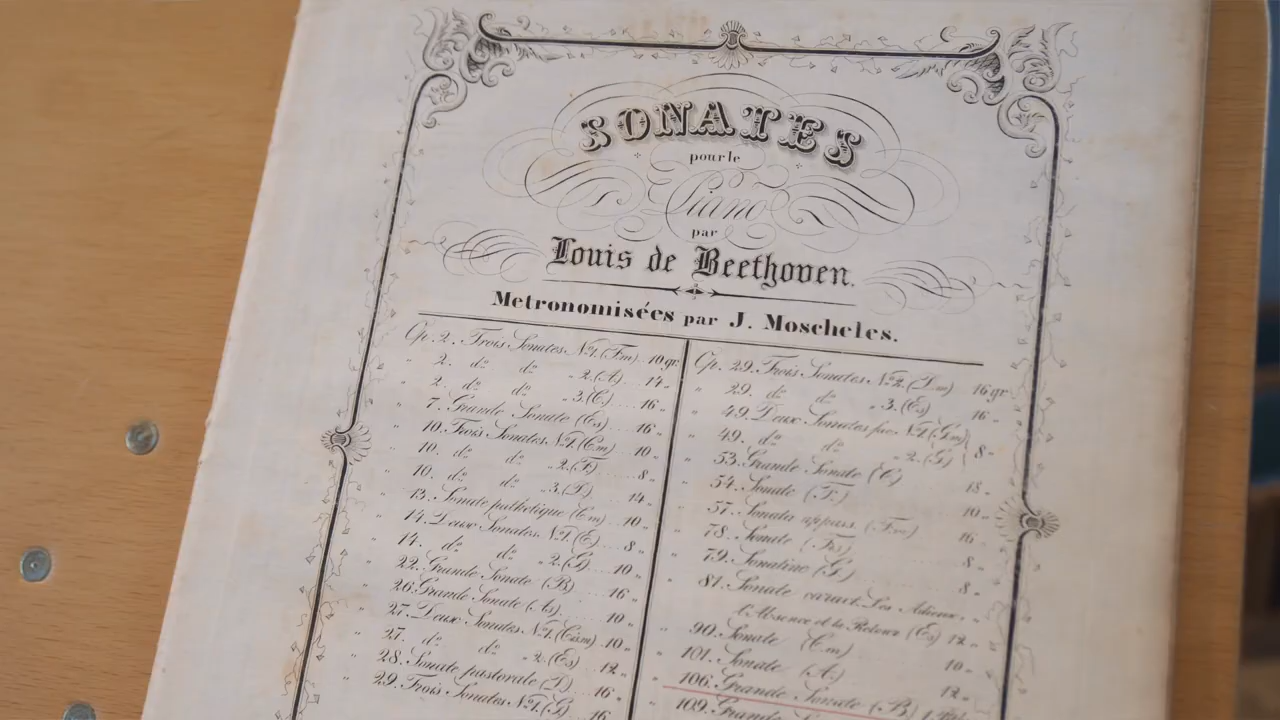 SONATES
pour le
Piano
par
Louis de Beethoven.
Metronomisées par J. Moscheles.
Op. 2. Trois Sonates No. 1. (Fm) 10 gr.
" 2. do. do. " 2. (A) .... 14 "
" 2. do. do. " 3. (C) .... 16 "
" 7. Grande Sonate (Es) .... 16 "
" 10. Trois Sonates No. 1. (Cm) 10 "
" 10. do. do. " 2. (F) .... 8 "
" 10. do. do. " 3. (D) .... 14 "
" 13. Sonate pathétique (Cm) .. 10 "
" 14. Deux Sonates No. 1. (E) .. 8 "
" 14. do. do. " 2. (G) .... 10 "
" 22. Grande Sonate (B) .... 16 "
" 26. Grande Sonate (As) .... 10 "
" 27. Deux Sonates No. 1. (Cism) 10 "
" 27. do. " 2. (Es) .. 12 "
" 28. Sonate pastorale (D) .. 16 "
" 29. Trois Sonates No. 1. (G) .. 16
Op. 29. Trois Sonates No. 2. (Dm) 16 gr.
" 29. do. do. " 3. (Es) 16 "
" 49. Deux Sonates No. 1. (Gm)
" 49. do. do. " 2. (G) 8 "
" 53. Grande Sonate (C) .... 18 "
" 54. Sonate (F) .... 10 "
" 57. Sonata appass. (Fm) .... 16 "
" 78. Sonate (Fis) .... 8 "
" 79. Sonatine (G) .... 8 "
" 81. Sonate caract. Les Adieux,
l'Absence et le Retour (Es) 12 "
" 90. Sonate (Em) .... 10 "
" 101. Sonate (A) .... 12 "
" 106. Grande Sonate (B)
109. Grande